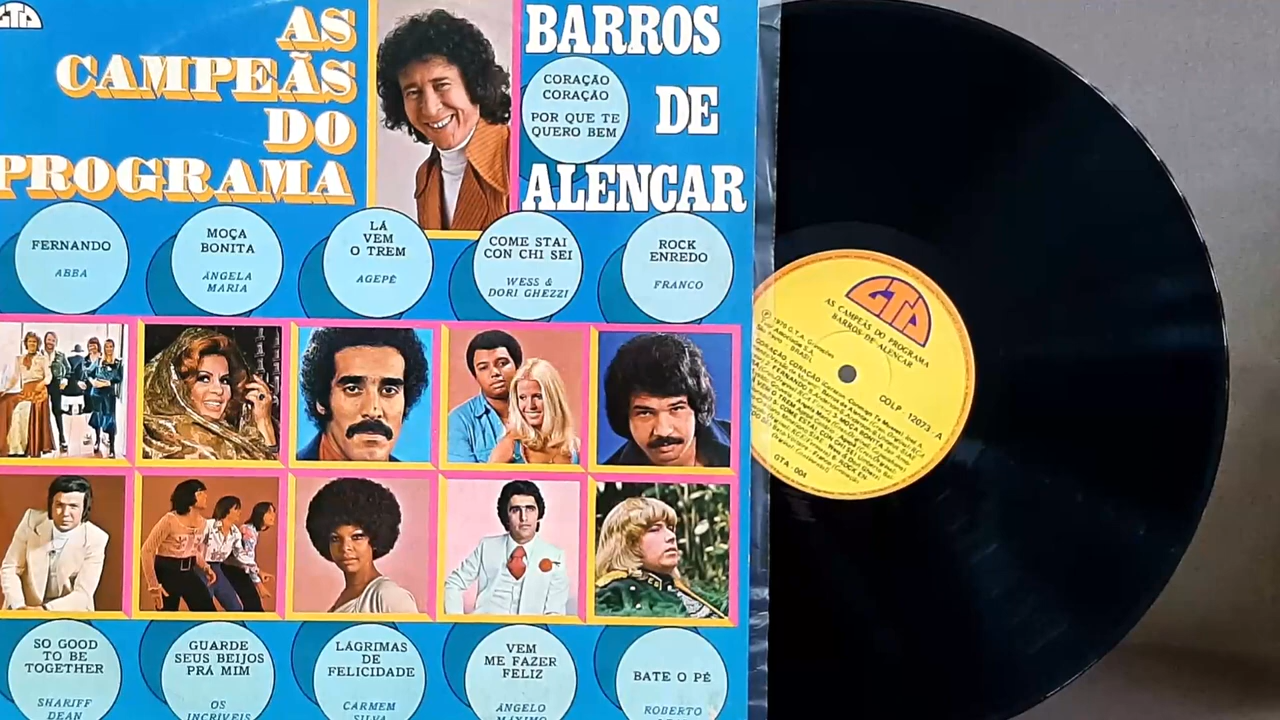 GTA
AS
CAMPEÃS
DO
PROGRAMA
BARROS
DE
ALENCAR
CORAÇÃO
CORAÇÃO
POR QUE TE
QUERO BEM
FERNANDO
ABBA
MOÇA
BONITA
ÂNGELA
MARIA
LÁ
VEM
O TREM
AGEPÊ
COME STAI
CON CHI SEI
WESS &
DORI GHEZZI
ROCK
ENREDO
FRANCO
SO GOOD
TO BE
TOGETHER
SHARIFF
DEAN
GUARDE
SEUS BEIJOS
PRÁ MIM
OS
INCRÍVEIS
LÁGRIMAS
DE
FELICIDADE
CARMEM
SILVA
VEM
ME FAZER
FELIZ
ÂNGELO
MÁXIMO
BATE O PÉ
ROBERTO
GTA
AS CAMPEÃS DO PROGRAMA
BARROS DE ALENCAR
COLP - 12073 - A
GTA - 004